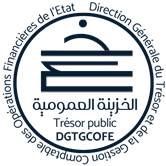 Direction Générale du Trésor et de la Gestion Comptable des Opérations Financières de l'Etat
الخزينة العمومية
Trésor public
DGTGCOFE